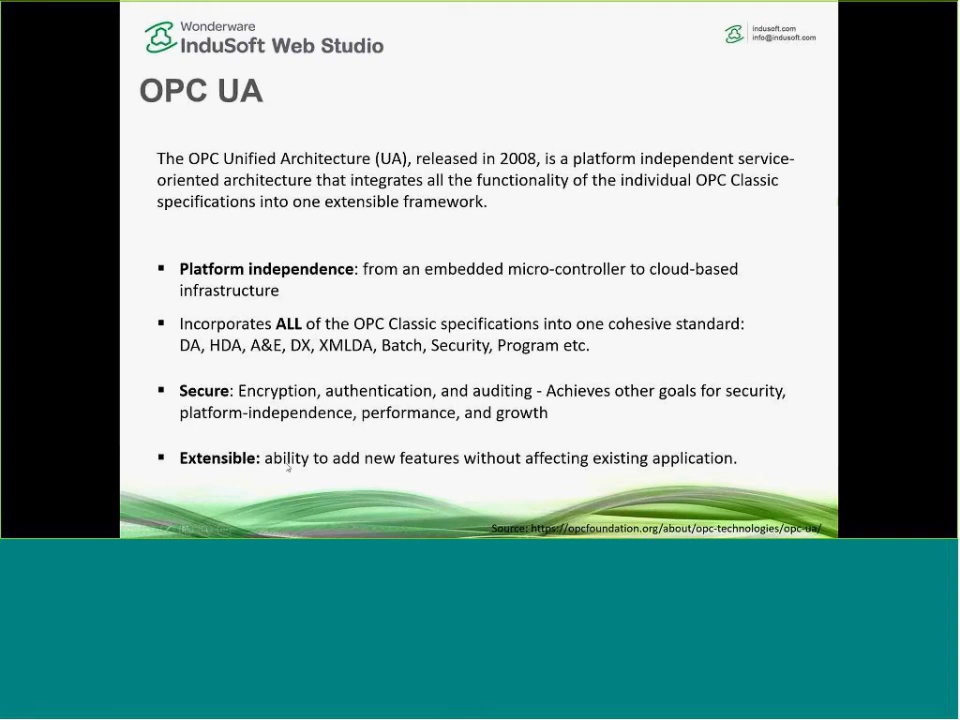 Wonderware
InduSoft Web Studio
indusoft.com
info@indusoft.com
OPC UA
The OPC Unified Architecture (UA), released in 2008, is a platform independent service-
oriented architecture that integrates all the functionality of the individual OPC Classic
specifications into one extensible framework.
▪ Platform independence: from an embedded micro-controller to cloud-based
infrastructure
▪ Incorporates ALL of the OPC Classic specifications into one cohesive standard:
DA, HDA, A&E, DX, XMLDA, Batch, Security, Program etc.
▪ Secure: Encryption, authentication, and auditing - Achieves other goals for security,
platform-independence, performance, and growth
▪ Extensible: ability to add new features without affecting existing application.
Source: https://opcfoundation.org/about/opc-technologies/opc-ua/